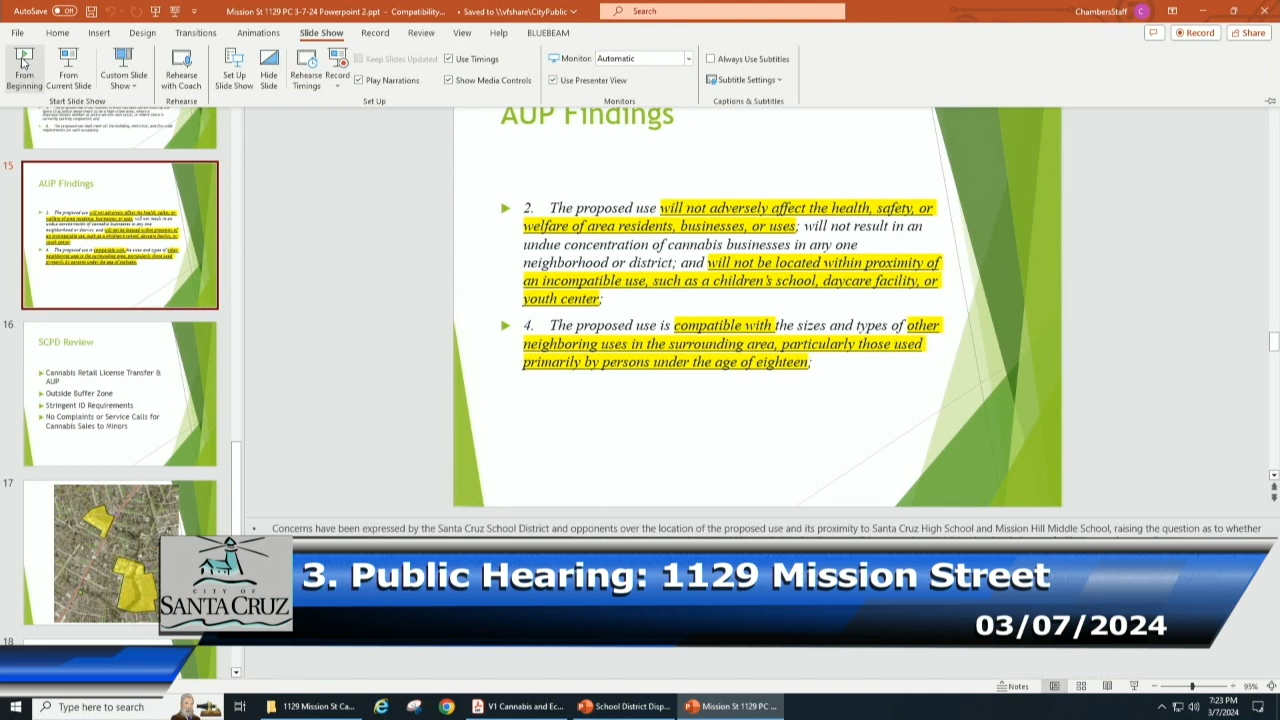 AutoSave Off Mission St 1129 PC 3-7-24 Powerpoint 2.ppt - Compatibility... • Saved to \\vfshare\CityPublic Search ChambersStaff C
File Home Insert Design Transitions Animations Slide Show Record Review View Help BLUEBEAM Record Share
From Beginning From Current Slide Custom Slide Show Rehearse with Coach Set Up Slide Show Hide Slide Rehearse Timings Record
Keep Slides Updated Use Timings Monitor: Automatic Always Use Subtitles
Play Narrations Show Media Controls Use Presenter View Subtitle Settings
Start Slide Show Rehearse Set Up Monitors Captions & Subtitles
15
AUP Findings
16
SCPD Review
Cannabis Retail License Transfer &
AUP
Outside Buffer Zone
Stringent ID Requirements
No Complaints or Service Calls for
Cannabis Sales to Minors
17
18
AUP Findings
2. The proposed use will not adversely affect the health, safety, or
welfare of area residents, businesses, or uses; will not result in an
undue concentration of cannabis businesses in any one
neighborhood or district; and will not be located within proximity of
an incompatible use, such as a children's school, daycare facility, or
youth center;
4. The proposed use is compatible with the sizes and types of other
neighboring uses in the surrounding area, particularly those used
primarily by persons under the age of eighteen;
• Concerns have been expressed by the Santa Cruz School District and opponents over the location of the proposed use and its proximity to Santa Cruz High School and Mission Hill Middle School, raising the question as to whether
CITY OF
SANTA CRUZ
3. Public Hearing: 1129 Mission Street
03/07/2024
Notes 95%
Type here to search 1129 Mission St Ca... V1 Cannabis and Ec... School District Disp... Mission St 1129 PC ... 7:23 PM
3/7/2024